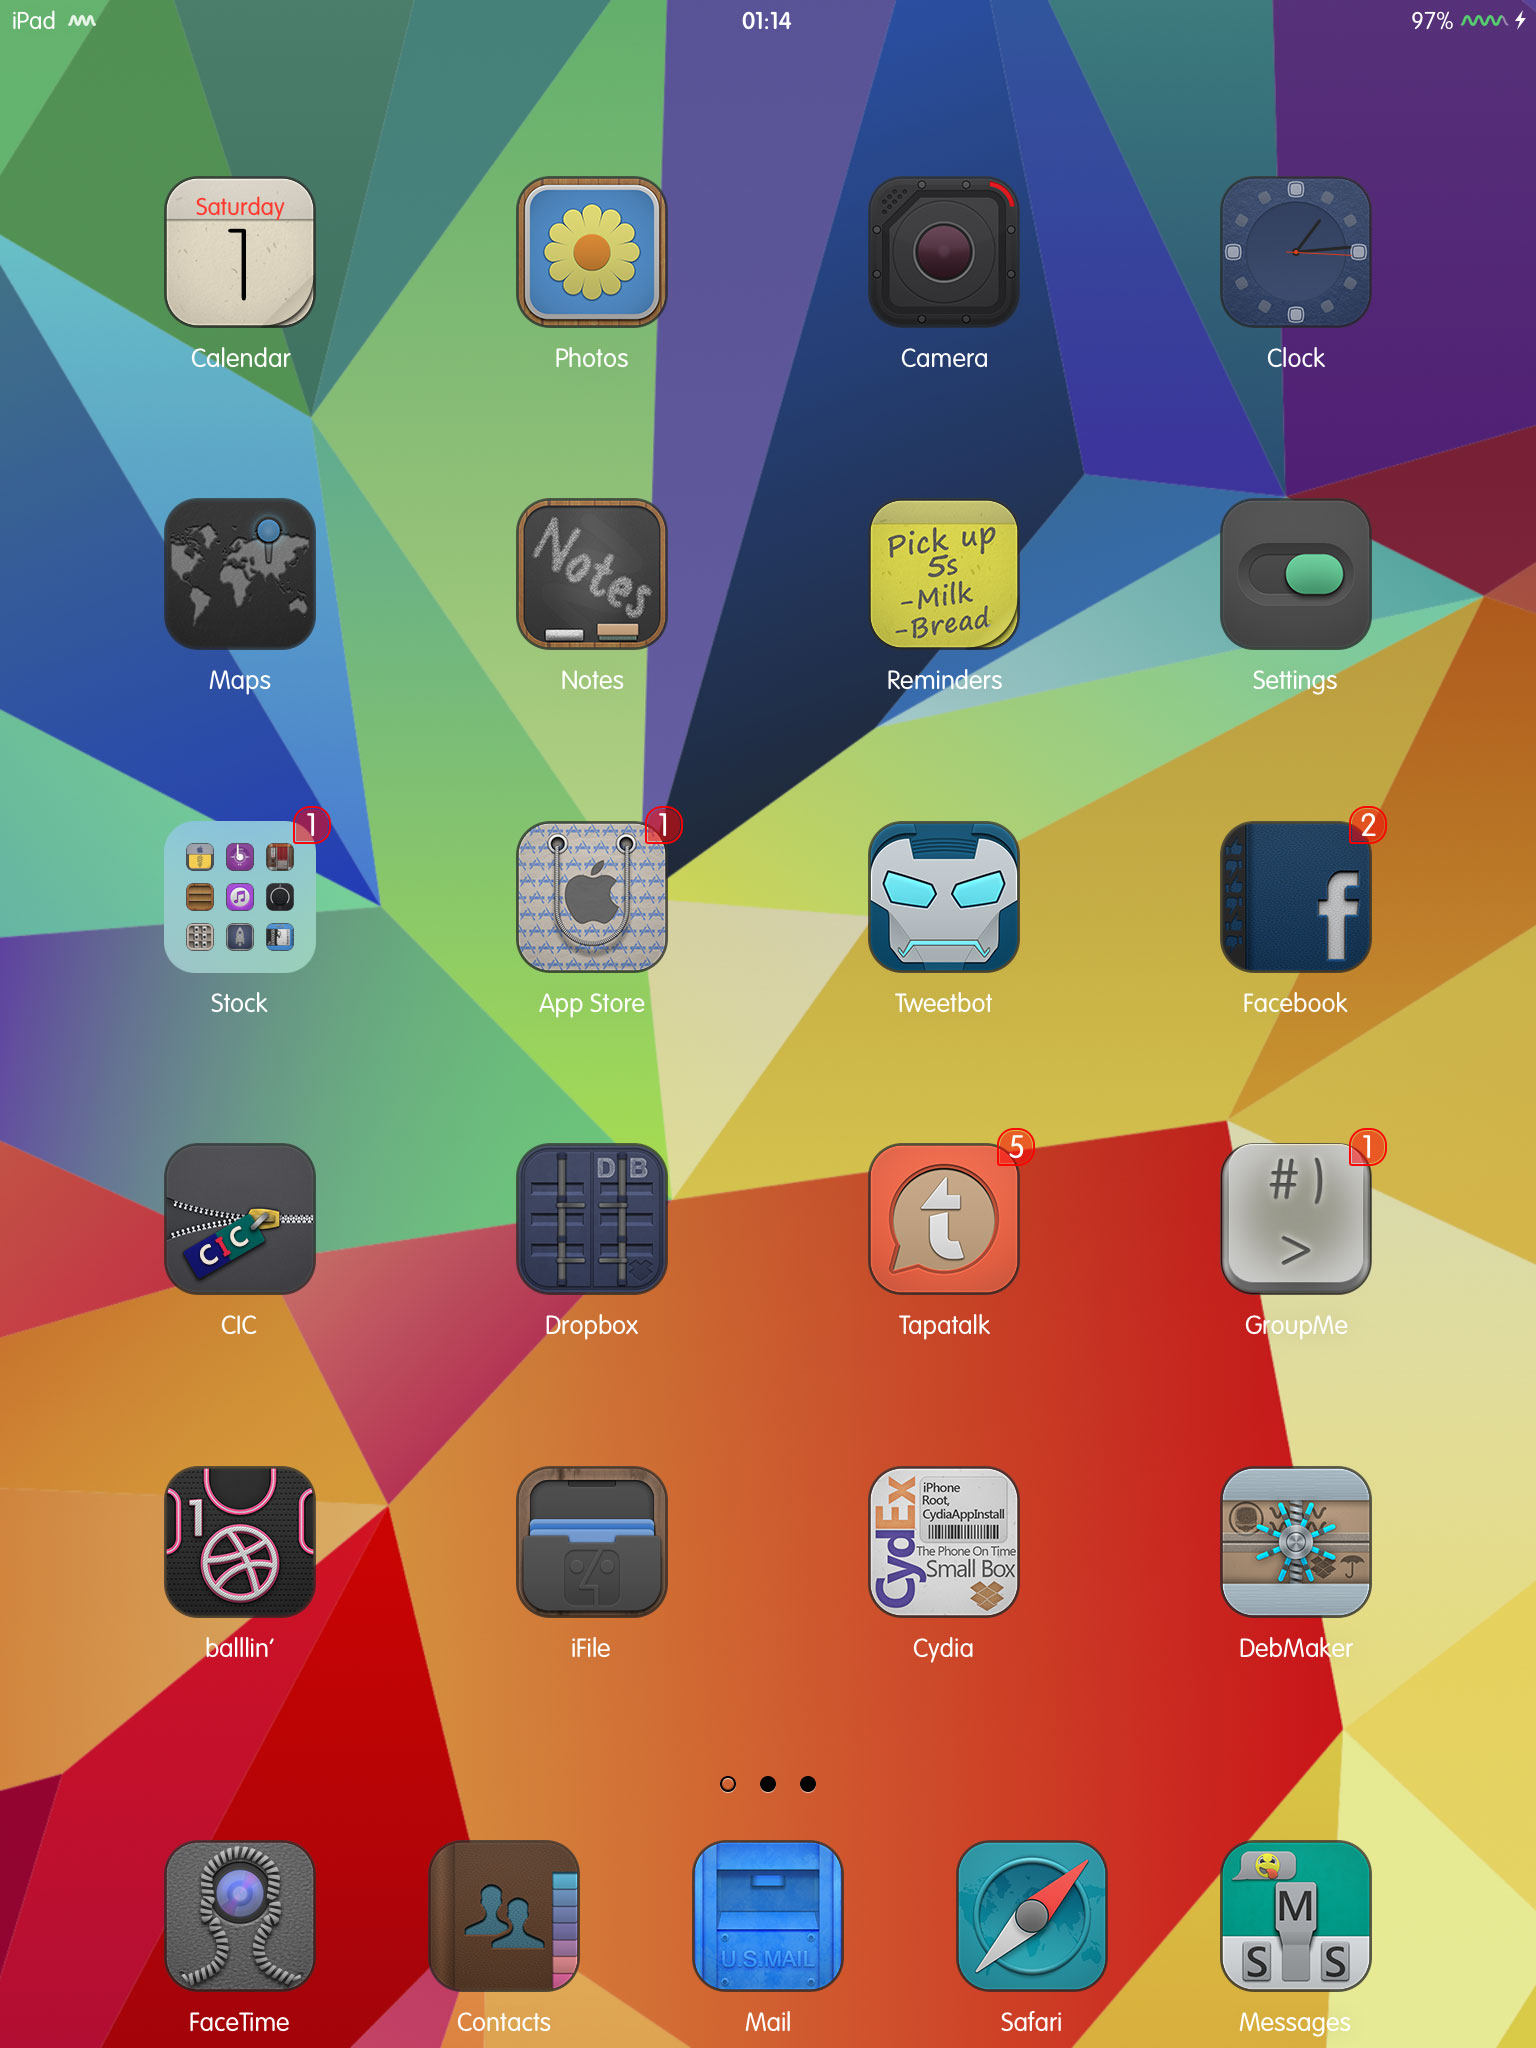 iPad 01:14 97%
Saturday
1
Calendar Photos Camera Clock
Notes
Pick up
5s
-Milk
-Bread
Maps Notes Reminders Settings
1 1 2
f
Stock App Store Tweetbot Facebook
5 1
D B
CIC
t
# )
>
CIC Dropbox Tapatalk GroupMe
1
CydEx
iPhone
Root,
CydiaAppInstall
The Phone On Time
Small Box
balllin' iFile Cydia DebMaker
U.S.MAIL
M
S S
FaceTime Contacts Mail Safari Messages